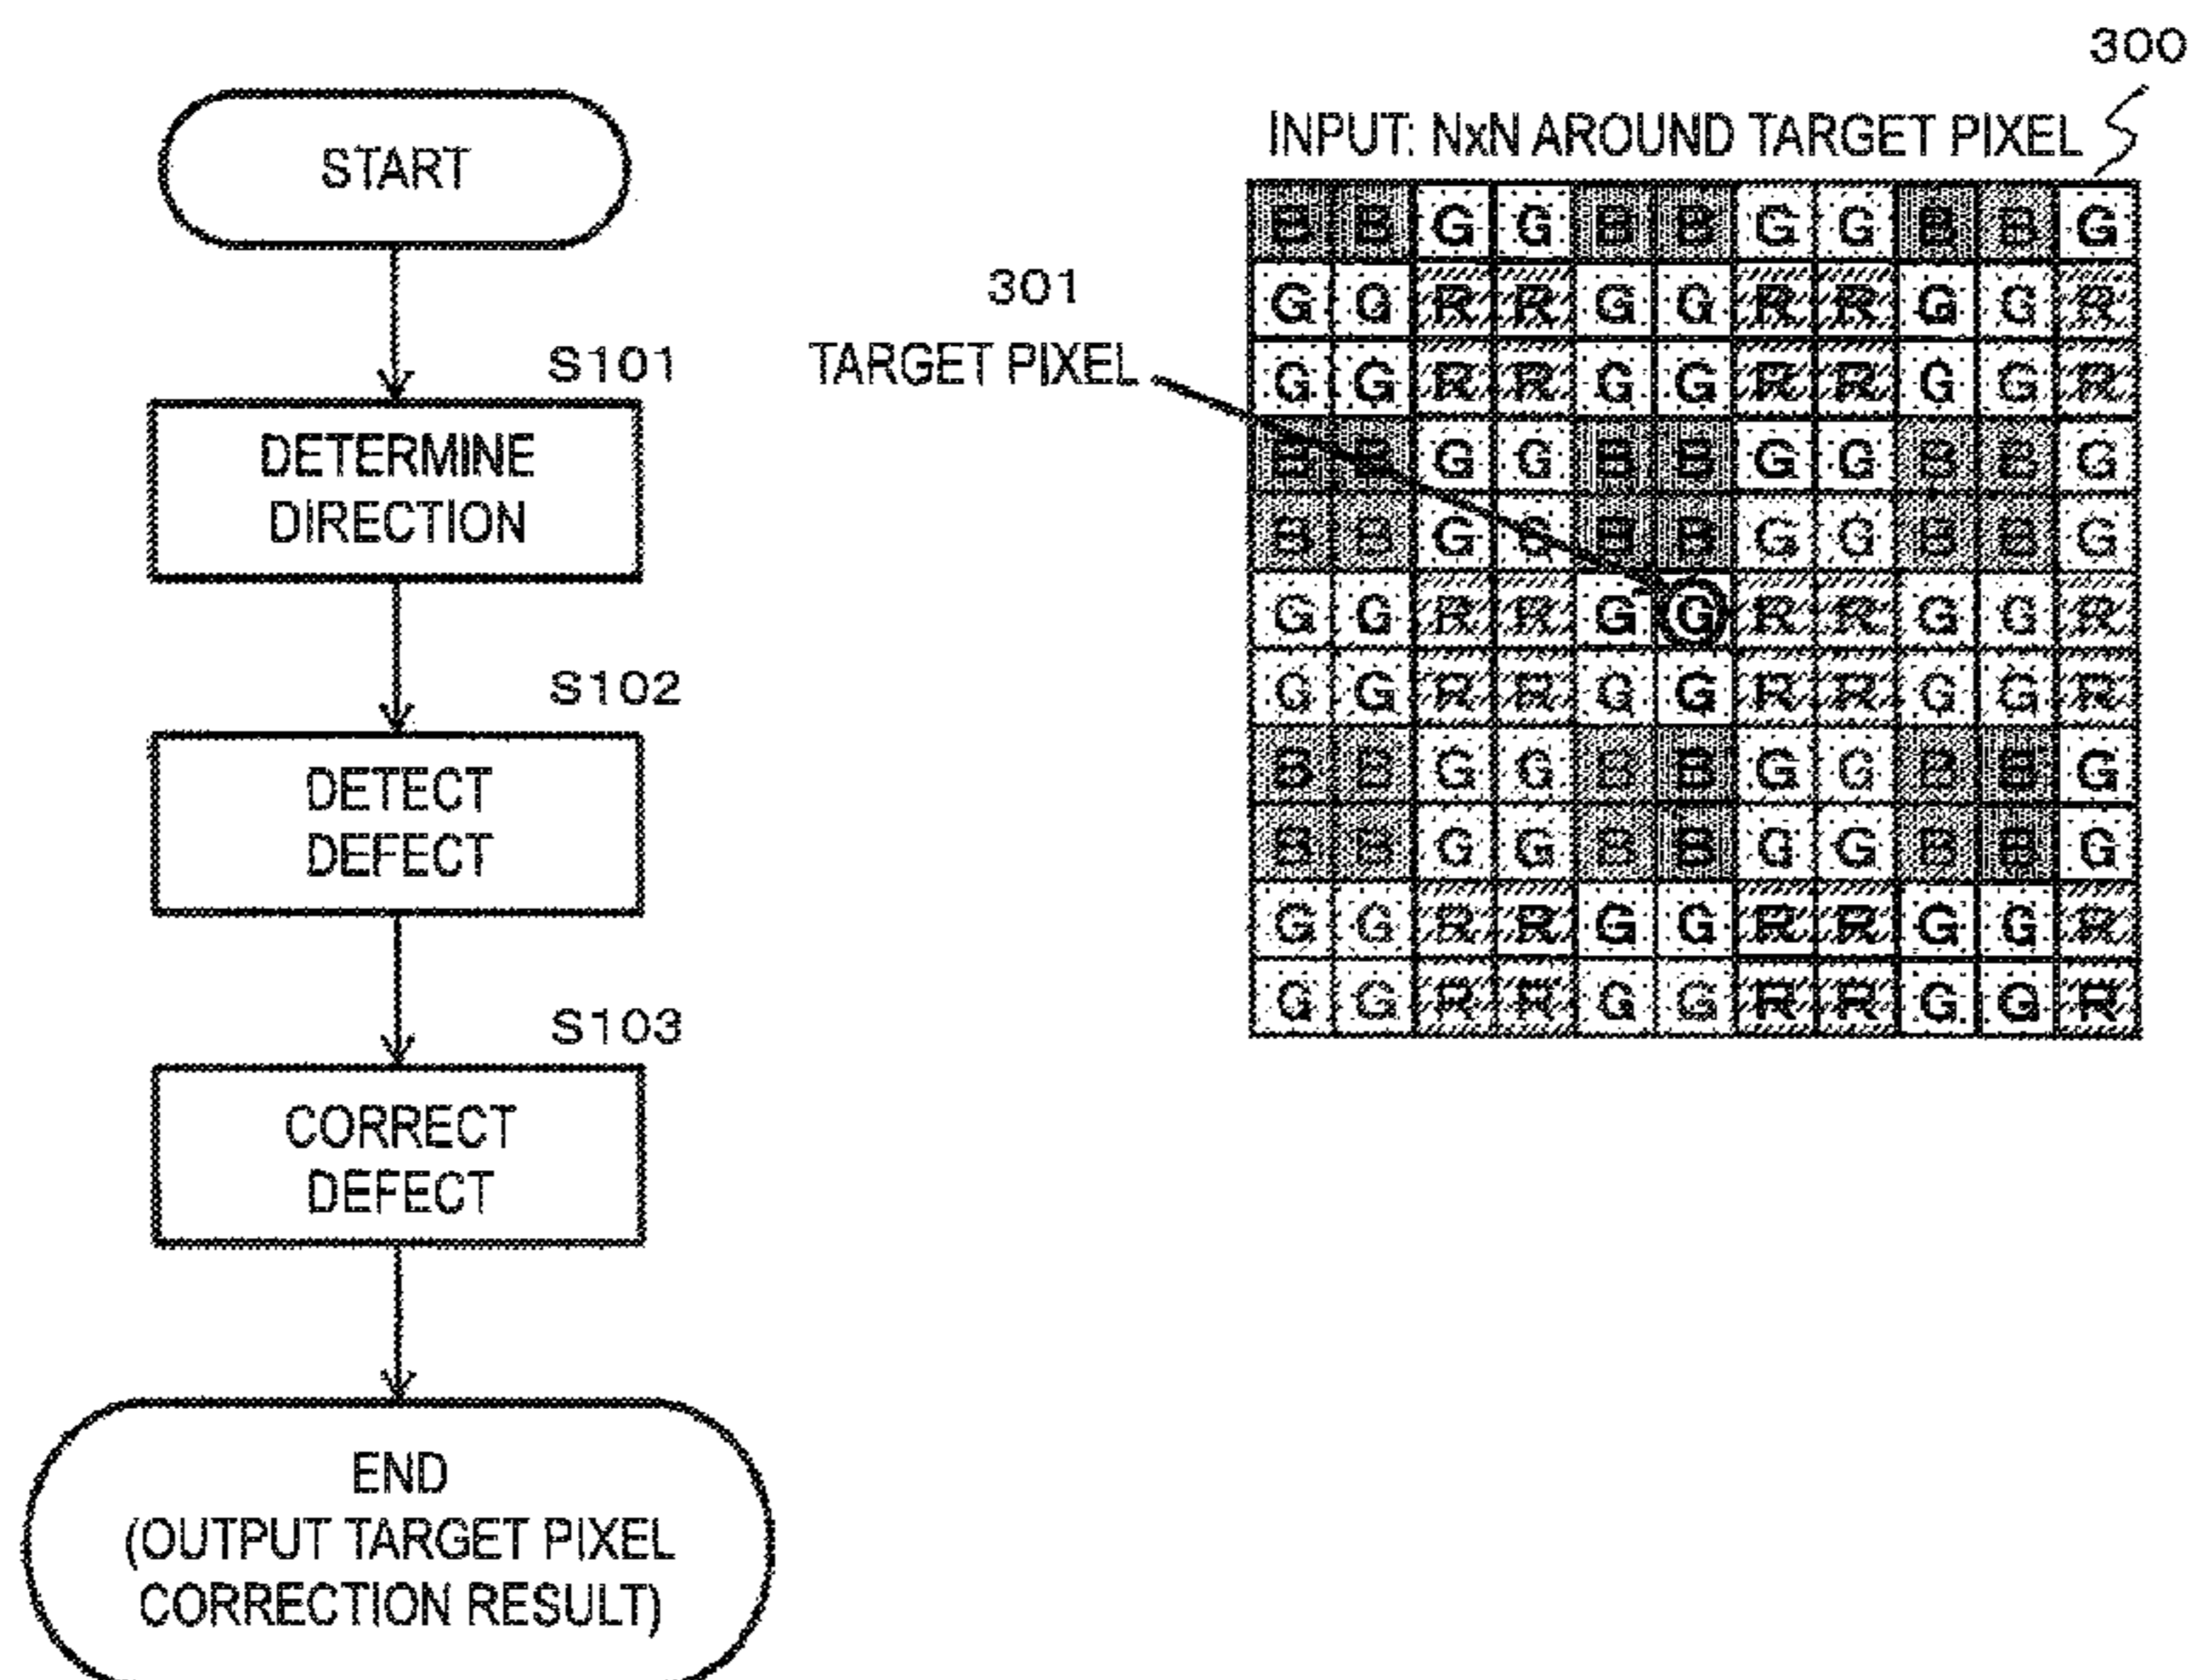 START
S101
DETERMINE
DIRECTION
S102
DETECT
DEFECT
S103
CORRECT
DEFECT
END
(OUTPUT TARGET PIXEL
CORRECTION RESULT)
300
INPUT: NxN AROUND TARGET PIXEL
301
TARGET PIXEL
B B G G B B G G B B G
G G R R G G R R G G R
G G R R G G R R G G R
B B G G B B G G B B G
B B G G B B G G B B G
G G R R G G R R G G R
G G R R G G R R G G R
B B G G B B G G B B G
B B G G B B G G B B G
G G R R G G R R G G R
G G R R G G R R G G R